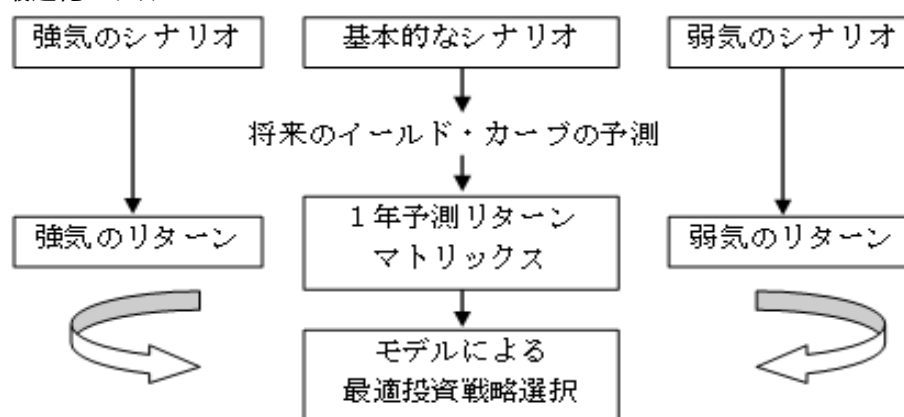 強気のシナリオ
基本的なシナリオ
弱気のシナリオ
将来のイールド・カーブの予測
強気のリターン
1年予測リターン
マトリックス
弱気のリターン
モデルによる
最適投資戦略選択